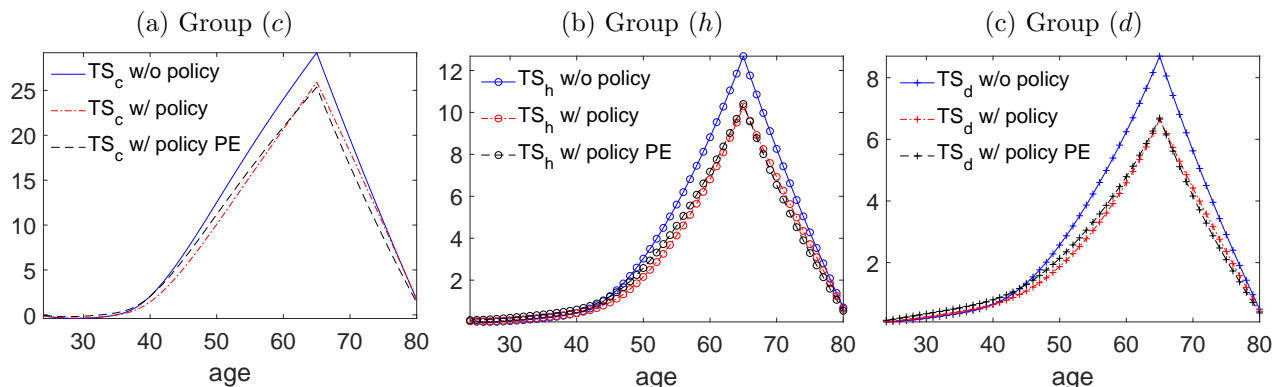 (a) Group (c)
TS_c w/o policy
TS_c w/ policy
TS_c w/ policy PE
25
20
15
10
5
0
30 40 50 60 70 80
age
(b) Group (h)
TS_h w/o policy
TS_h w/ policy
TS_h w/ policy PE
12
10
8
6
4
2
30 40 50 60 70 80
age
(c) Group (d)
TS_d w/o policy
TS_d w/ policy
TS_d w/ policy PE
8
6
4
2
30 40 50 60 70 80
age